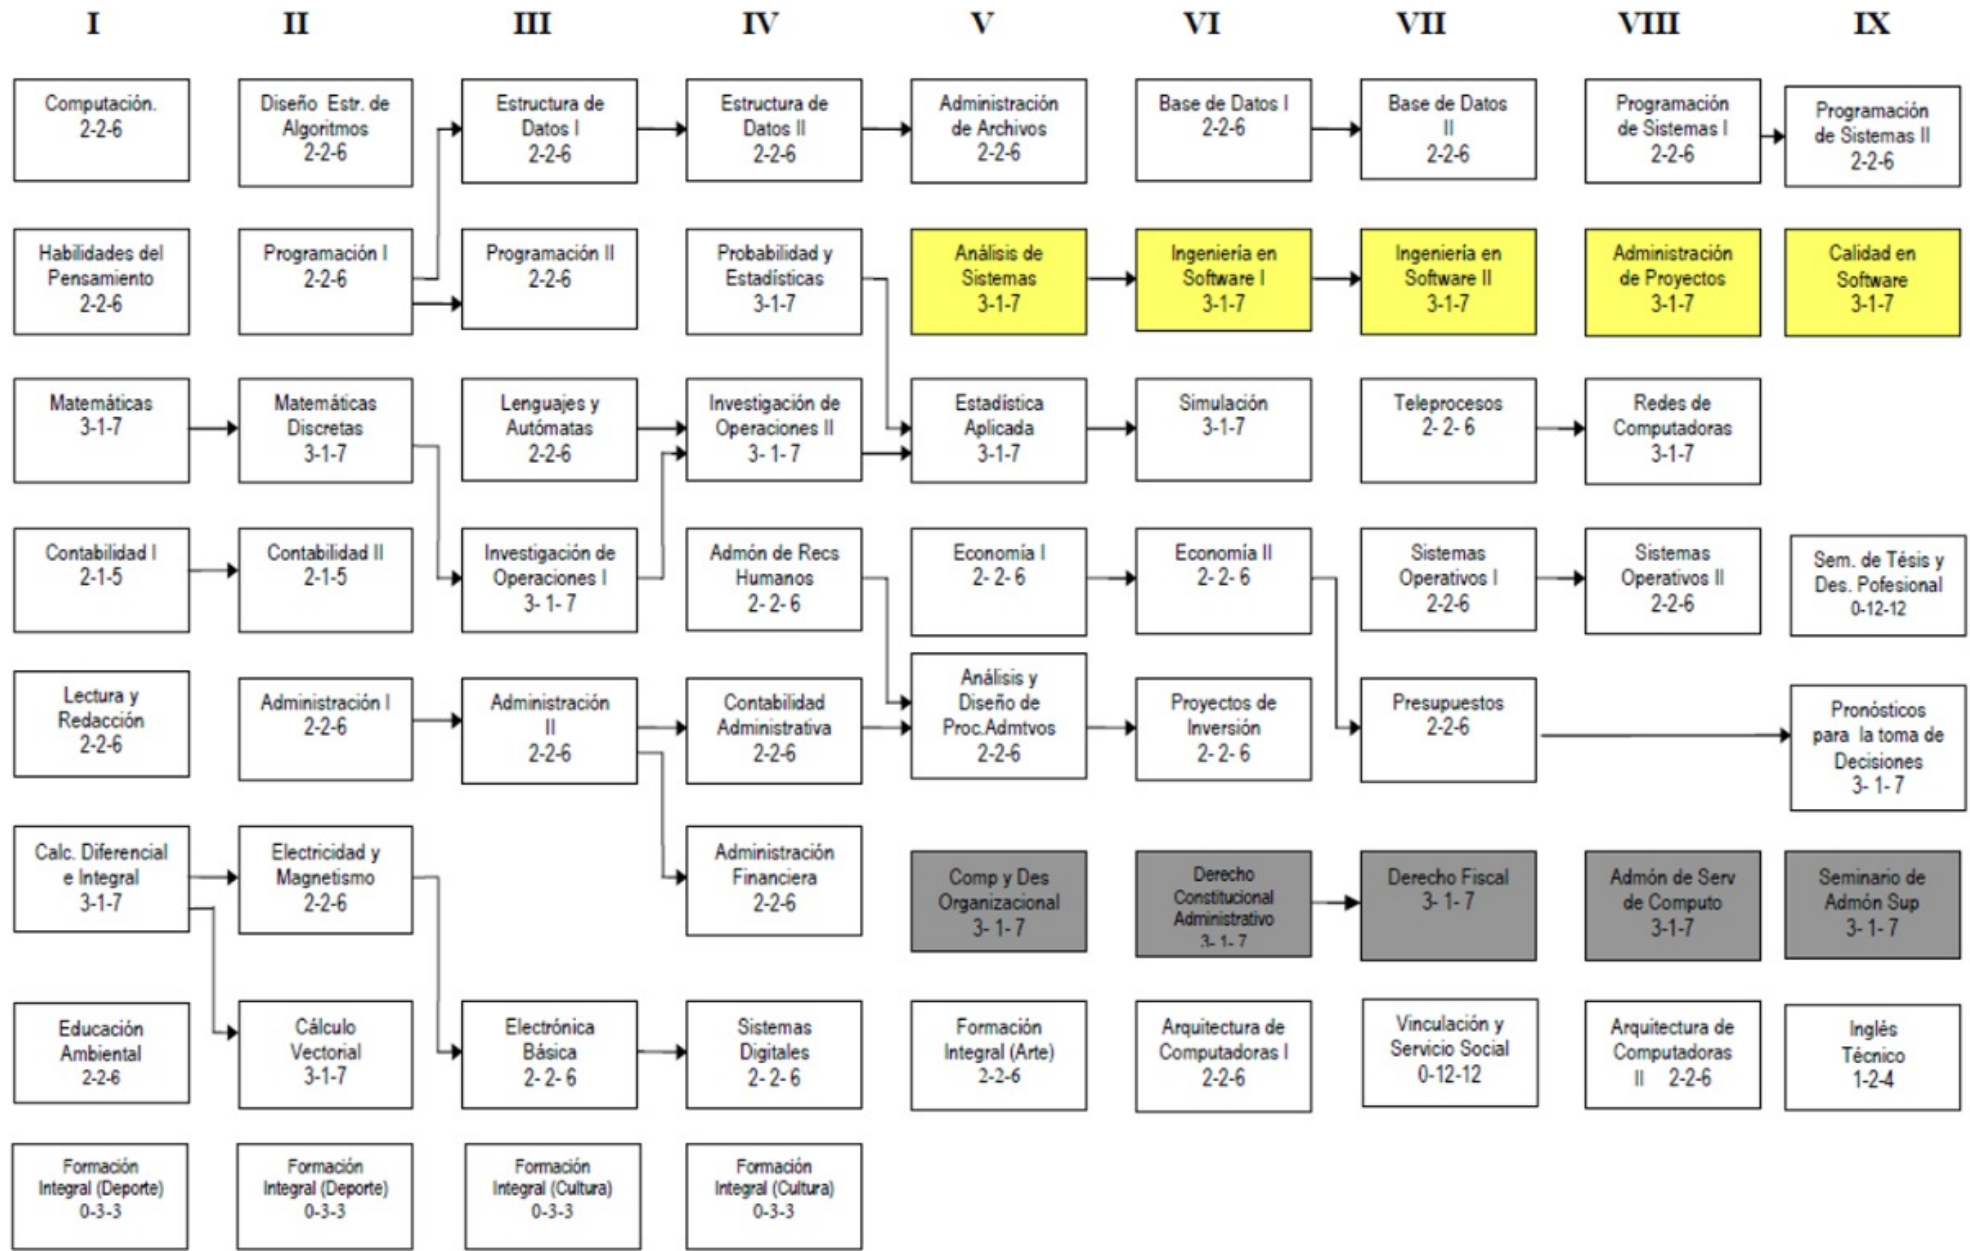 I II III IV V VI VII VIII IX
Computación.
2-2-6
Diseño Estr. de
Algoritmos
2-2-6
Estructura de
Datos I
2-2-6
Estructura de
Datos II
2-2-6
Administración
de Archivos
2-2-6
Base de Datos I
2-2-6
Base de Datos
II
2-2-6
Programación
de Sistemas I
2-2-6
Programación
de Sistemas II
2-2-6
Habilidades del
Pensamiento
2-2-6
Programación I
2-2-6
Programación II
2-2-6
Probabilidad y
Estadísticas
3-1-7
Análisis de
Sistemas
3-1-7
Ingeniería en
Software I
3-1-7
Ingeniería en
Software II
3-1-7
Administración
de Proyectos
3-1-7
Calidad en
Software
3-1-7
Matemáticas
3-1-7
Matemáticas
Discretas
3-1-7
Lenguajes y
Autómatas
2-2-6
Investigación de
Operaciones II
3- 1- 7
Estadística
Aplicada
3-1-7
Simulación
3-1-7
Teleprocesos
2- 2- 6
Redes de
Computadoras
3-1-7
Contabilidad I
2-1-5
Contabilidad II
2-1-5
Investigación de
Operaciones I
3- 1- 7
Admón de Recs
Humanos
2- 2- 6
Economía I
2- 2- 6
Economía II
2- 2- 6
Sistemas
Operativos I
2-2-6
Sistemas
Operativos II
2-2-6
Sem. de Tésis y
Des. Pofesional
0-12-12
Lectura y
Redacción
2-2-6
Administración I
2-2-6
Administración
II
2-2-6
Contabilidad
Administrativa
2-2-6
Análisis y
Diseño de
Proc.Admtvos
2-2-6
Proyectos de
Inversión
2- 2- 6
Presupuestos
2-2-6
Pronósticos
para la toma de
Decisiones
3- 1- 7
Calc. Diferencial
e Integral
3-1-7
Electricidad y
Magnetismo
2-2-6
Administración
Financiera
2-2-6
Comp y Des
Organizacional
3- 1- 7
Derecho
Constitucional
Administrativo
3- 1- 7
Derecho Fiscal
3- 1- 7
Admón de Serv
de Computo
3-1-7
Seminario de
Admón Sup
3- 1- 7
Educación
Ambiental
2-2-6
Cálculo
Vectorial
3-1-7
Electrónica
Básica
2- 2- 6
Sistemas
Digitales
2- 2- 6
Formación
Integral (Arte)
2-2-6
Arquitectura de
Computadoras I
2-2-6
Vinculación y
Servicio Social
0-12-12
Arquitectura de
Computadoras
II 2-2-6
Inglés
Técnico
1-2-4
Formación
Integral (Deporte)
0-3-3
Formación
Integral (Deporte)
0-3-3
Formación
Integral (Cultura)
0-3-3
Formación
Integral (Cultura)
0-3-3